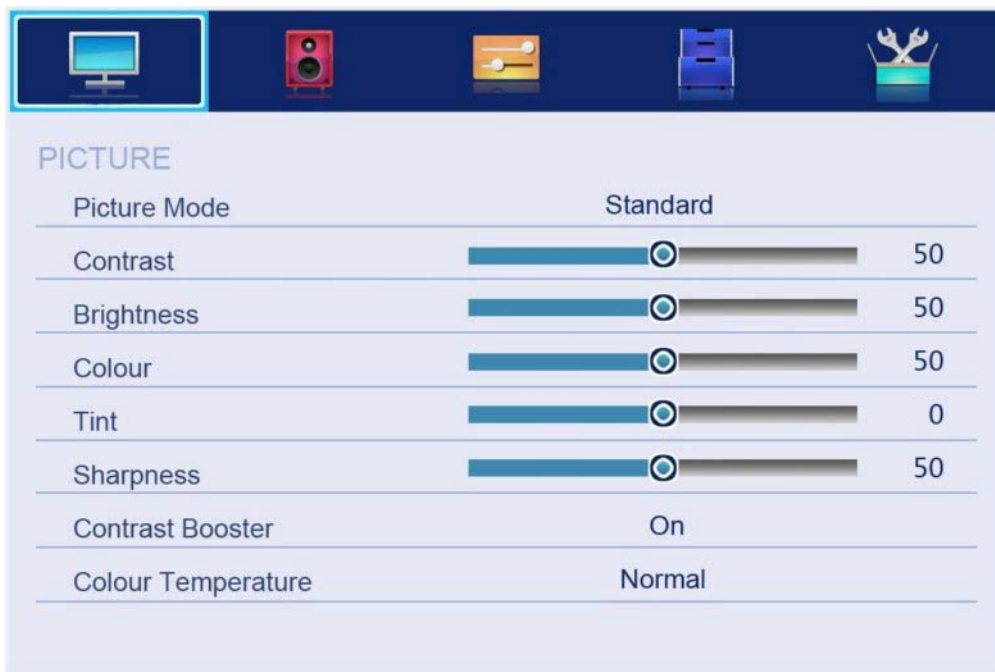 PICTURE
Picture Mode Standard
Contrast 50
Brightness 50
Colour 50
Tint 0
Sharpness 50
Contrast Booster On
Colour Temperature Normal